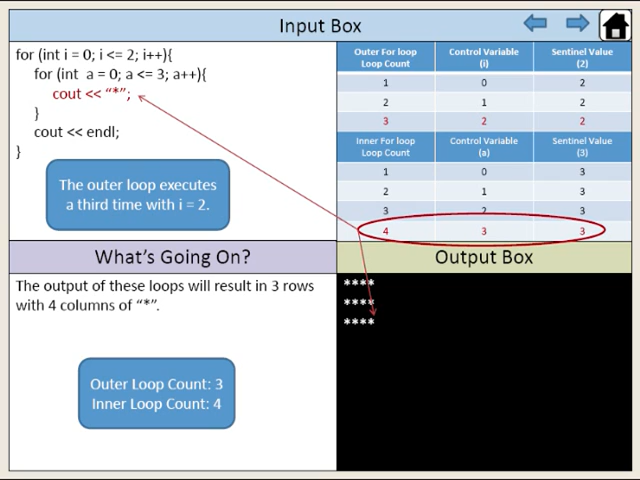 Input Box
for (int i = 0; i <= 2; i++){
for (int a = 0; a <= 3; a++){
cout << “*”;
}
cout << endl;
}
The outer loop executes
a third time with i = 2.
Outer For loop Control Variable Sentinel Value
Loop Count (i) (2)
1 0 2
2 1 2
3 2 2
Inner For loop Control Variable Sentinel Value
Loop Count (a) (3)
1 0 3
2 1 3
3 2 3
4 3 3
What’s Going On?
The output of these loops will result in 3 rows
with 4 columns of “*”.
Outer Loop Count: 3
Inner Loop Count: 4
Output Box
****
****
****